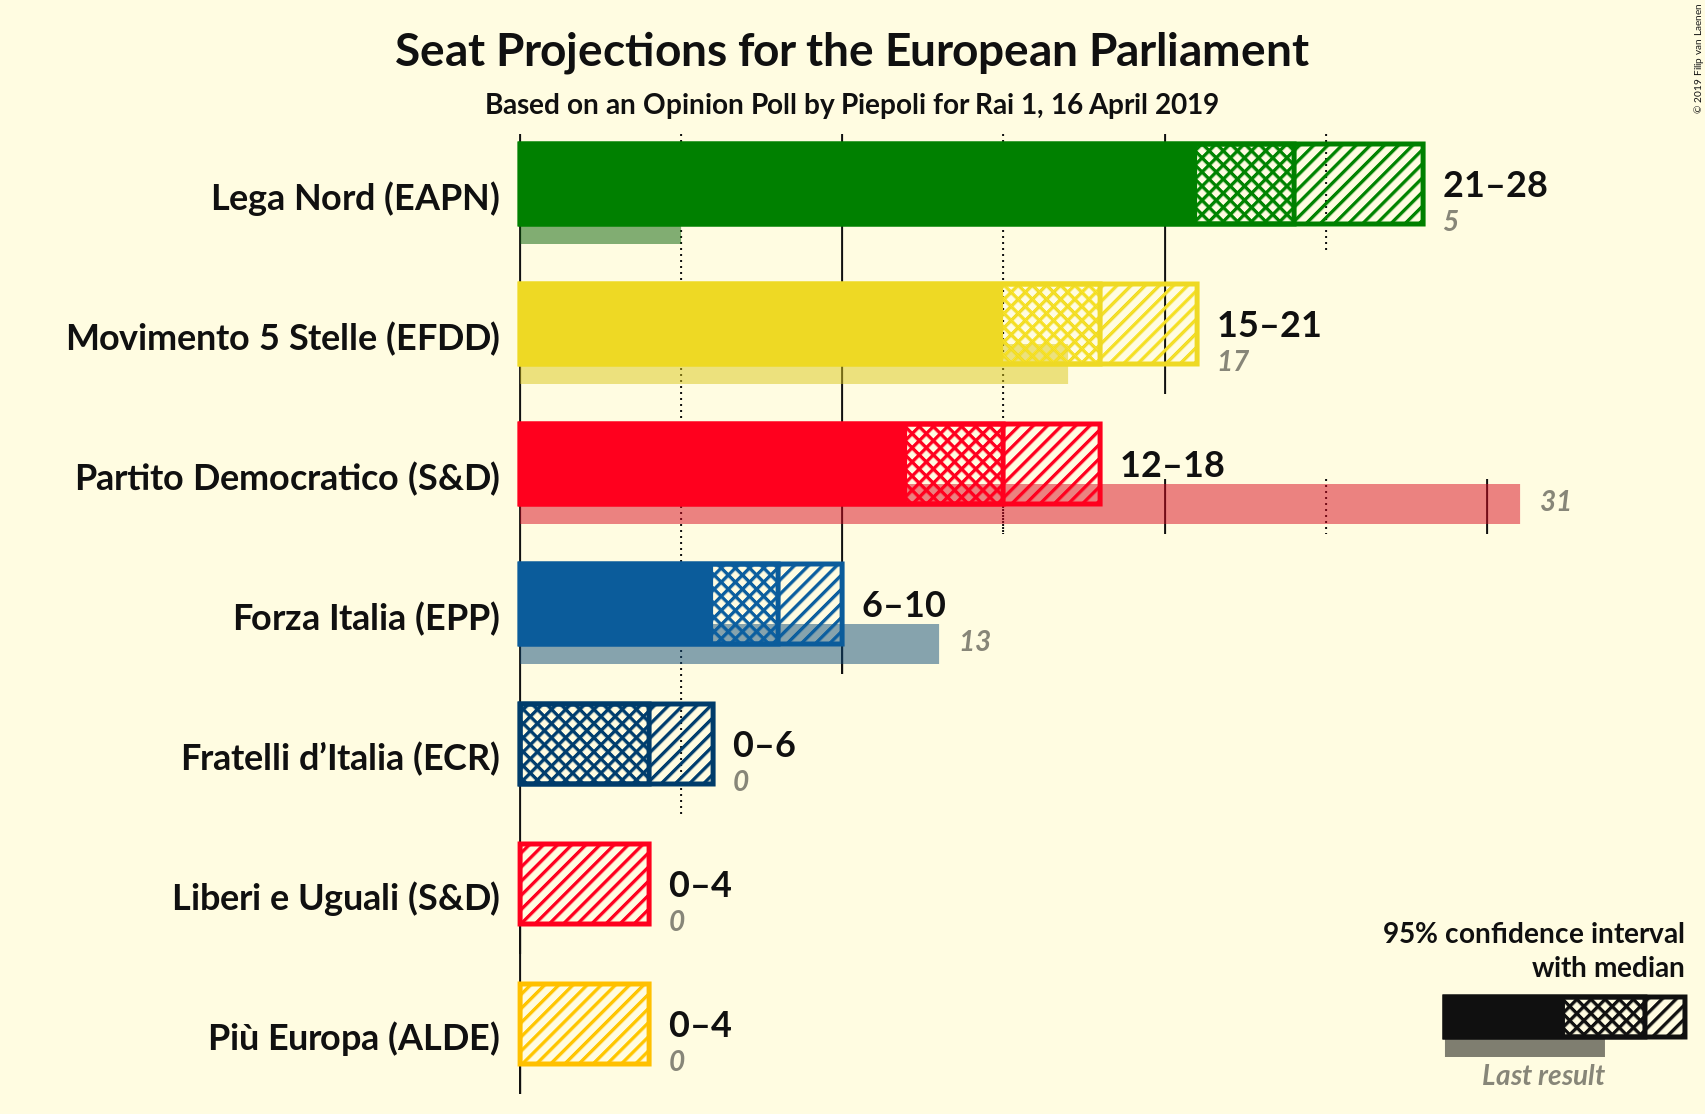 Seat Projections for the European Parliament
Based on an Opinion Poll by Piepoli for Rai 1, 16 April 2019
© 2019 Filip van Laenen
Lega Nord (EAPN)
21–28
5
Movimento 5 Stelle (EFDD)
15–21
17
Partito Democratico (S&D)
12–18
31
Forza Italia (EPP)
6–10
13
Fratelli d’Italia (ECR)
0–6
0
Liberi e Uguali (S&D)
0–4
0
Più Europa (ALDE)
0–4
0
95% confidence interval
with median
Last result